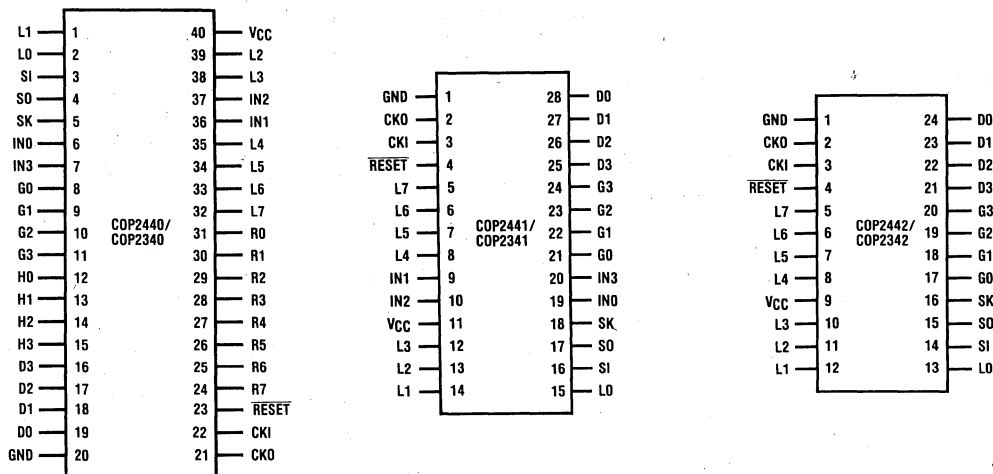 L1 1 40 VCC
L0 2 39 L2
SI 3 38 L3
SO 4 37 IN2
SK 5 36 IN1
IN0 6 35 L4
IN3 7 34 L5
G0 8 33 L6
G1 9 32 L7
G2 10 31 R0
G3 11 30 R1
H0 12 29 R2
H1 13 28 R3
H2 14 27 R4
H3 15 26 R5
D3 16 25 R6
D2 17 24 R7
D1 18 23 RESET
D0 19 22 CKI
GND 20 21 CKO
COP2440/
COP2340
GND 1 28 D0
CKO 2 27 D1
CKI 3 26 D2
RESET 4 25 D3
L7 5 24 G3
L6 6 23 G2
L5 7 22 G1
L4 8 21 G0
IN1 9 20 IN3
IN2 10 19 IN0
VCC 11 18 SK
L3 12 17 SO
L2 13 16 SI
L1 14 15 L0
COP2441/
COP2341
GND 1 24 D0
CKO 2 23 D1
CKI 3 22 D2
RESET 4 21 D3
L7 5 20 G3
L6 6 19 G2
L5 7 18 G1
L4 8 17 G0
VCC 9 16 SK
L3 10 15 SO
L2 11 14 SI
L1 12 13 L0
COP2442/
COP2342